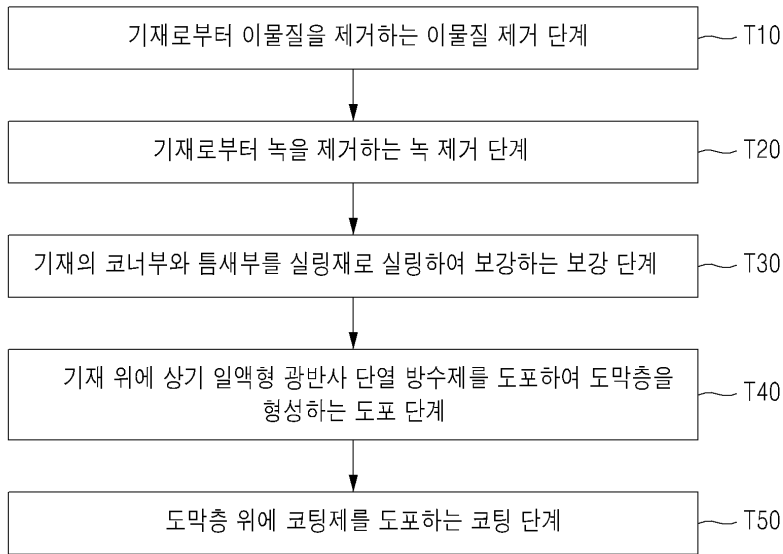 기재로부터 이물질을 제거하는 이물질 제거 단계 T10
기재로부터 녹을 제거하는 녹 제거 단계 T20
기재의 코너부와 틈새부를 실링재로 실링하여 보강하는 보강 단계 T30
기재 위에 상기 일액형 광반사 단열 방수제를 도포하여 도막층을
형성하는 도포 단계 T40
도막층 위에 코팅제를 도포하는 코팅 단계 T50